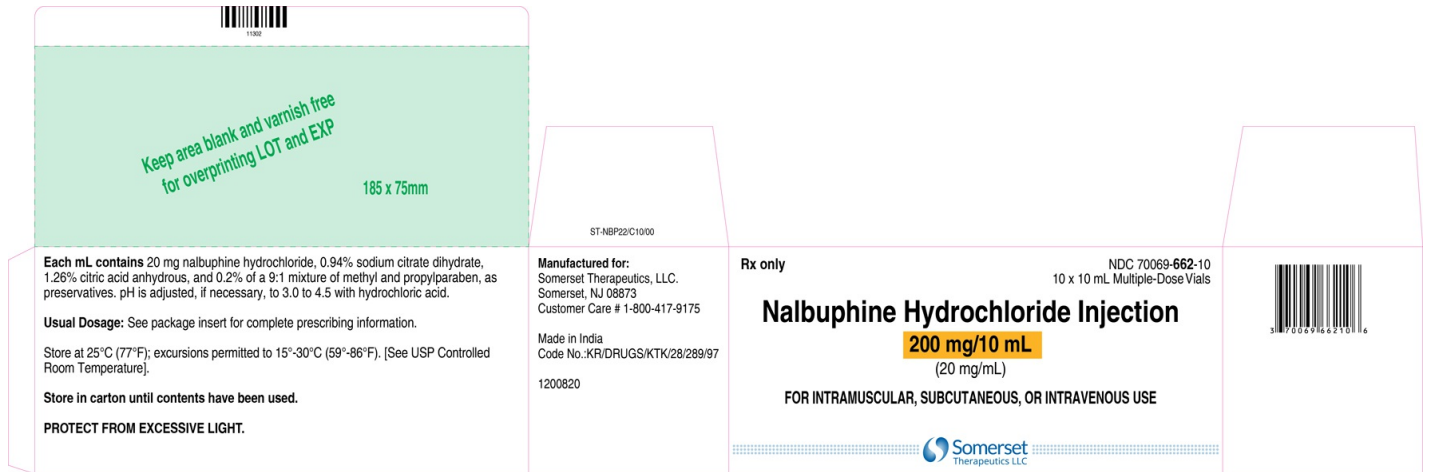 11302
Keep area blank and varnish free
for overprinting LOT and EXP
185 x 75mm
Each mL contains 20 mg nalbuphine hydrochloride, 0.94% sodium citrate dihydrate,
1.26% citric acid anhydrous, and 0.2% of a 9:1 mixture of methyl and propylparaben, as
preservatives. pH is adjusted, if necessary, to 3.0 to 4.5 with hydrochloric acid.
Usual Dosage: See package insert for complete prescribing information.
Store at 25°C (77°F); excursions permitted to 15°-30°C (59°-86°F). [See USP Controlled
Room Temperature].
Store in carton until contents have been used.
PROTECT FROM EXCESSIVE LIGHT.
ST-NBP22/C10/00
Manufactured for:
Somerset Therapeutics, LLC.
Somerset, NJ 08873
Customer Care # 1-800-417-9175
Made in India
Code No.:KR/DRUGS/KTK/28/289/97
1200820
Rx only
NDC 70069-662-10
10 x 10 mL Multiple-Dose Vials
Nalbuphine Hydrochloride Injection
200 mg/10 mL
(20 mg/mL)
FOR INTRAMUSCULAR, SUBCUTANEOUS, OR INTRAVENOUS USE
Somerset
Therapeutics LLC
3 70069 66210 6